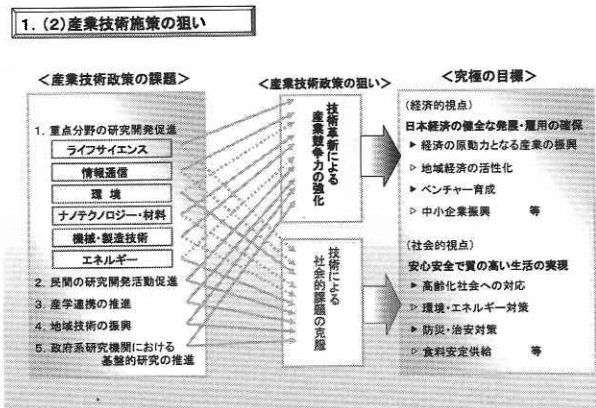 1. (2)産業技術施策の狙い
＜産業技術政策の課題＞
1. 重点分野の研究開発促進
ライフサイエンス
情報通信
環 境
ナノテクノロジー・材料
機械・製造技術
エネルギー
2. 民間の研究開発活動促進
3. 産学連携の推進
4. 地域技術の振興
5. 政府系研究機関における
基盤的研究の推進
＜産業技術政策の狙い＞
技術革新による
産業競争力の強化
技術による
社会的課題の克服
＜究極の目標＞
(経済的視点)
日本経済の健全な発展・雇用の確保
▶ 経済の原動力となる産業の振興
▷ 地域経済の活性化
▶ ベンチャー育成
▷ 中小企業振興 等
(社会的視点)
安心安全で質の高い生活の実現
▶ 高齢化社会への対応
▷ 環境・エネルギー対策
▶ 防災・治安対策
▷ 食料安定供給 等